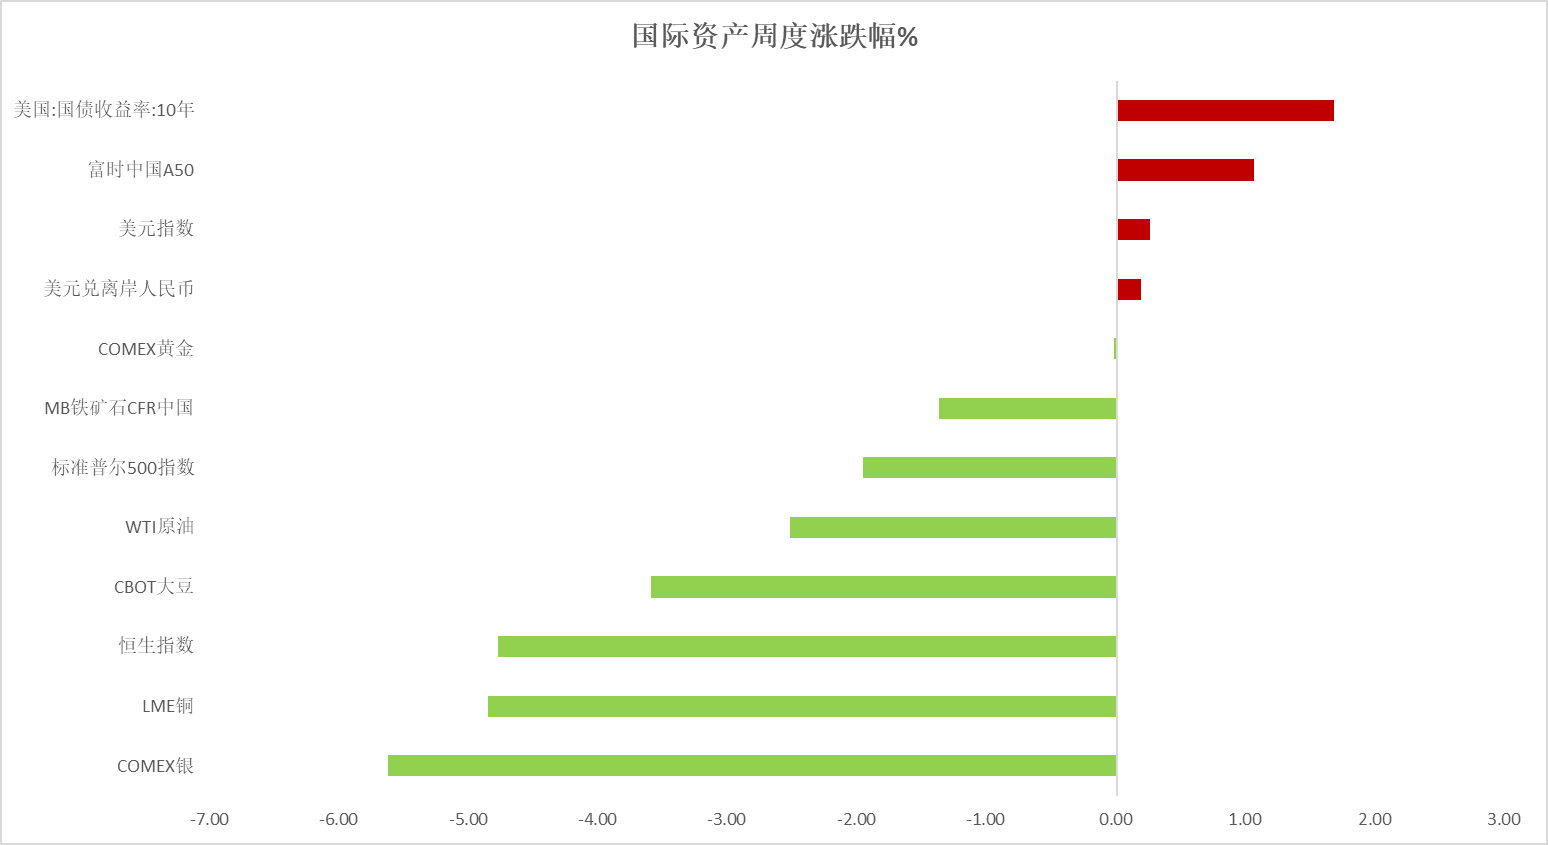 国际资产周度涨跌幅%
美国:国债收益率:10年
富时中国A50
美元指数
美元兑离岸人民币
COMEX黄金
MB铁矿石CFR中国
标准普尔500指数
WTI原油
CBOT大豆
恒生指数
LME铜
COMEX银
-7.00 -6.00 -5.00 -4.00 -3.00 -2.00 -1.00 0.00 1.00 2.00 3.00